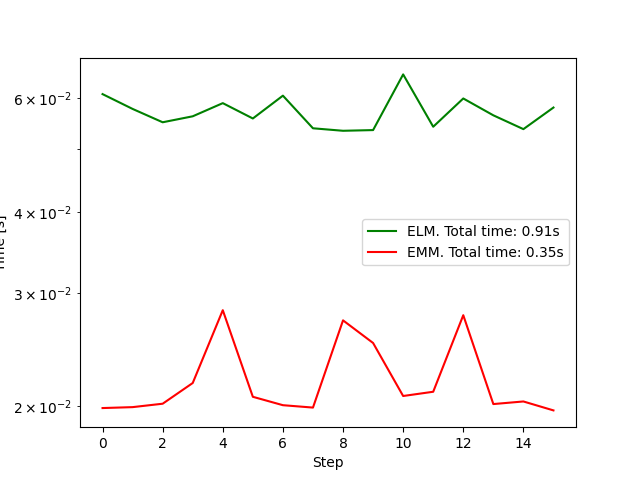 6 × 10⁻²
4 × 10⁻²
3 × 10⁻²
2 × 10⁻²
Time [s]
ELM. Total time: 0.91s
EMM. Total time: 0.35s
0 2 4 6 8 10 12 14
Step